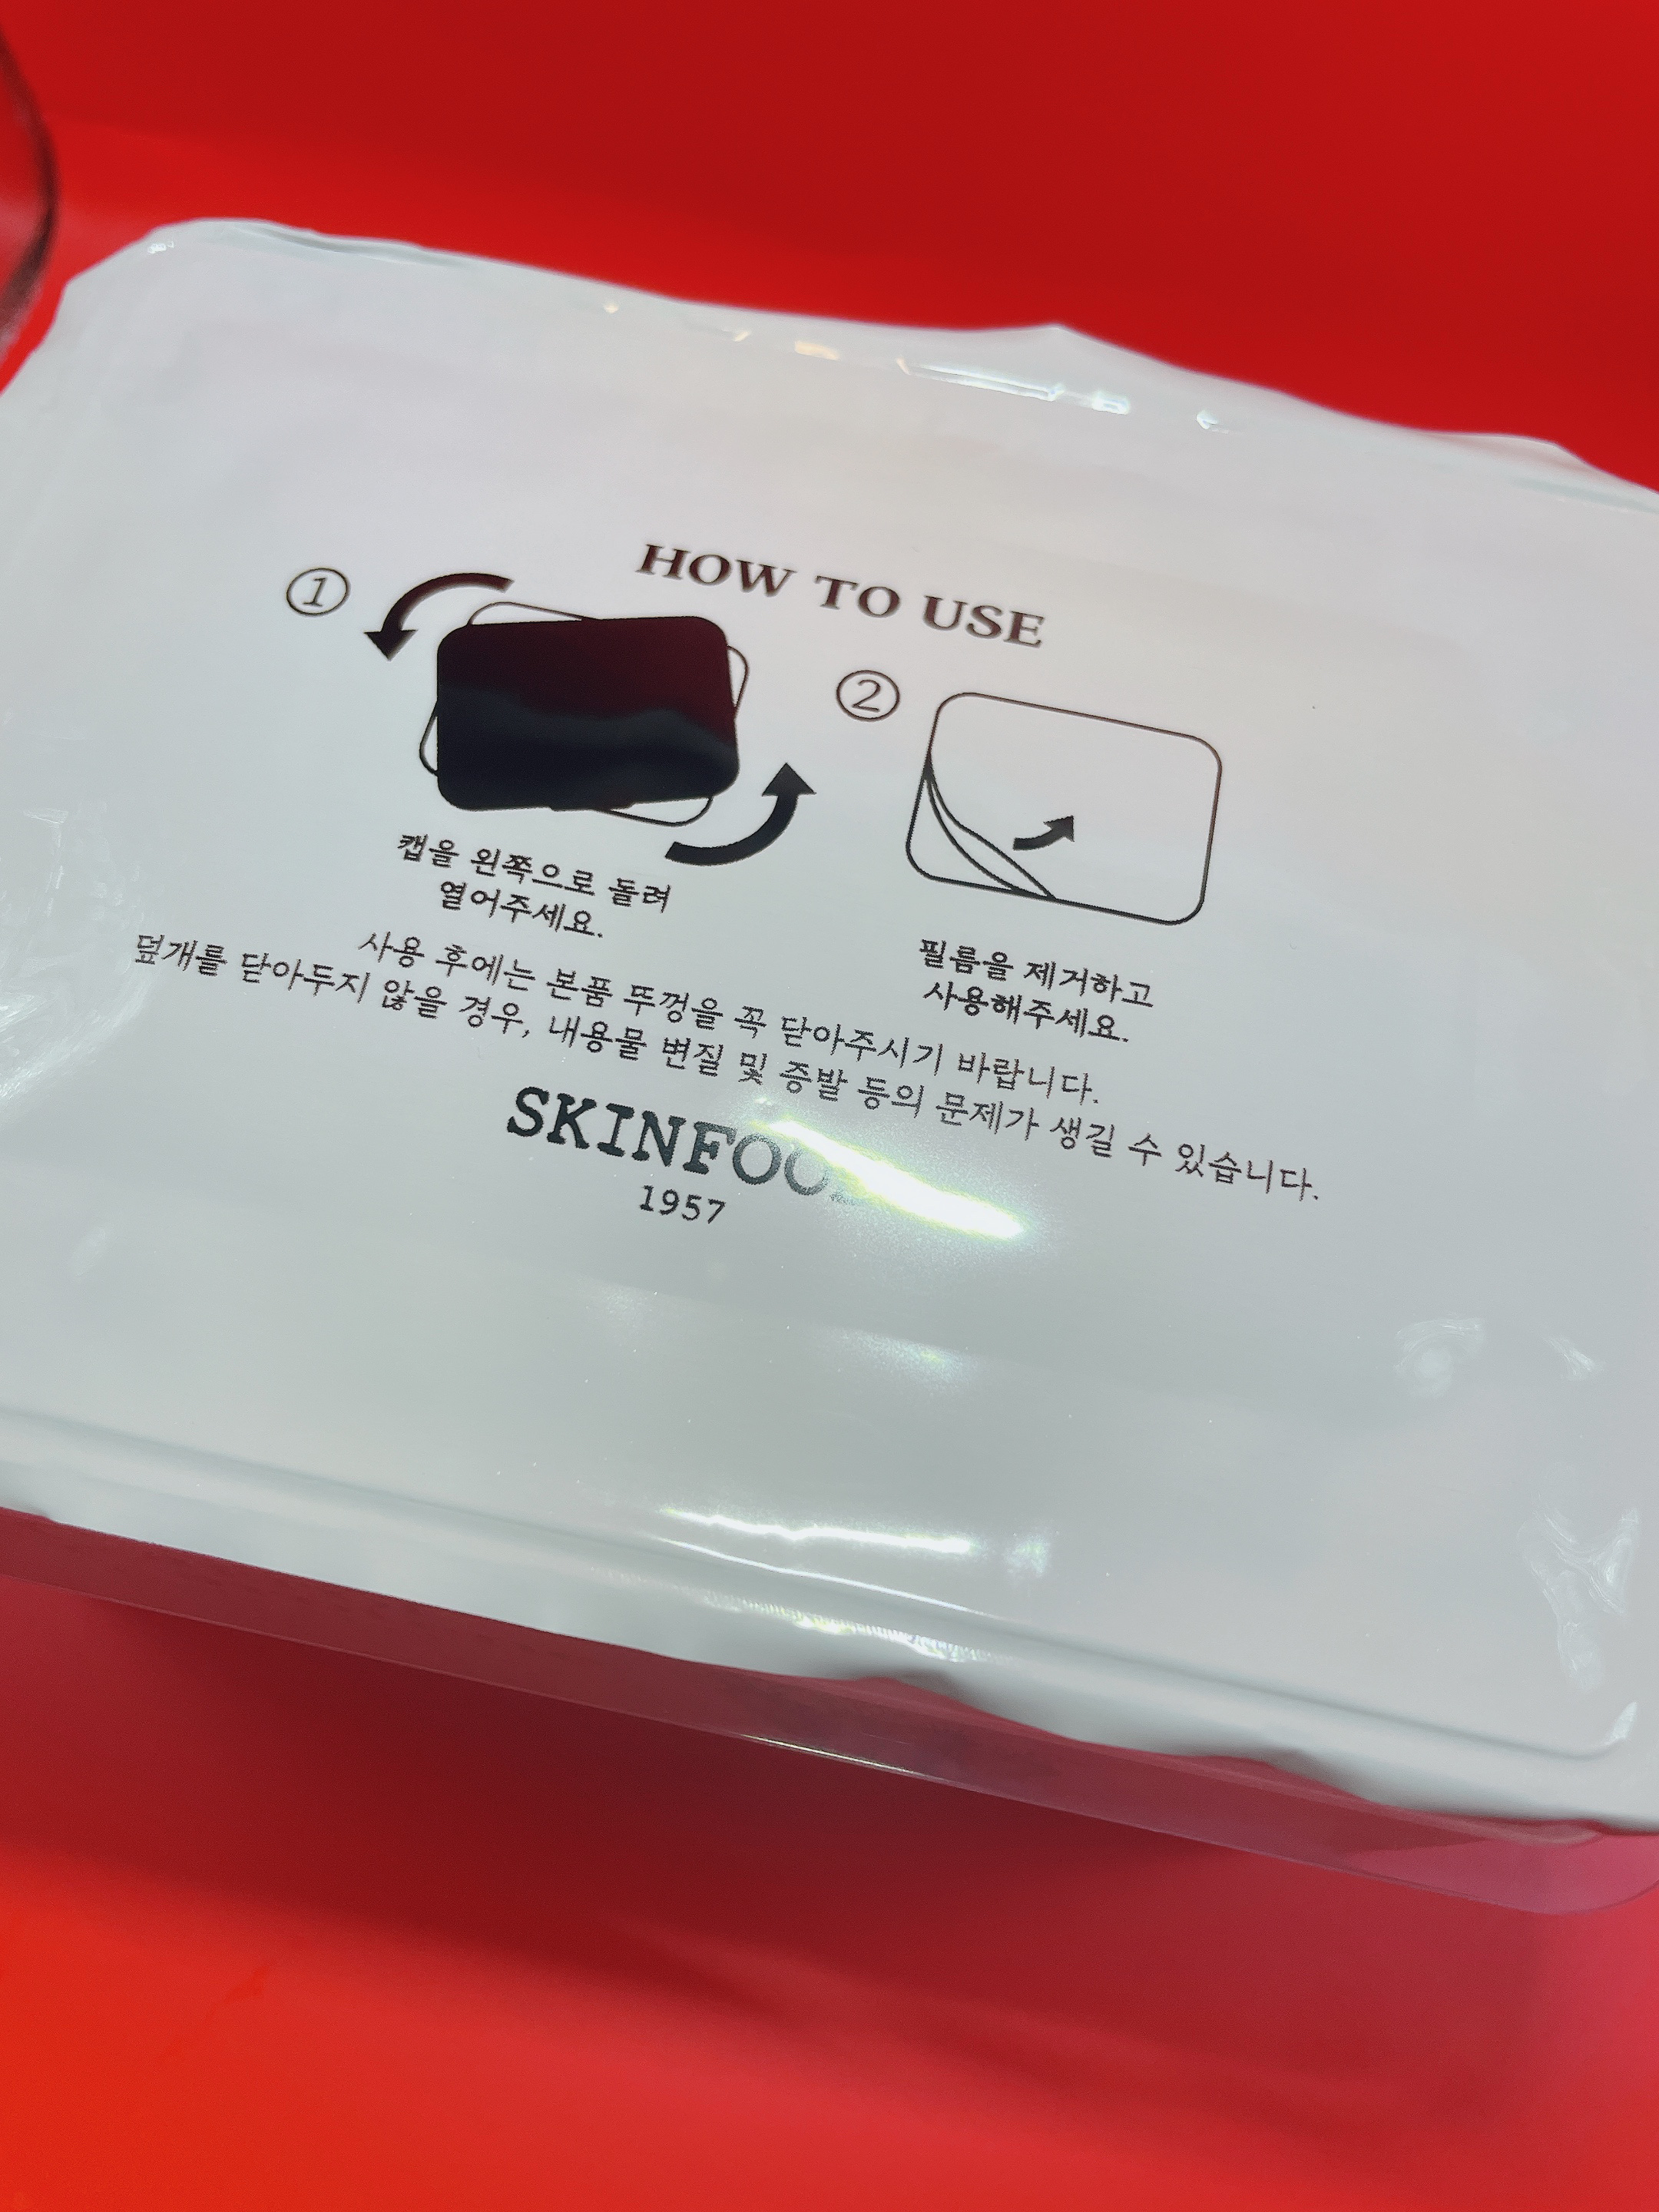 HOW TO USE
①
캡을 왼쪽으로 돌려
열어주세요.
②
필름을 제거하고
사용해주세요.
사용 후에는 본품 뚜껑을 꼭 닫아주시기 바랍니다.
덮개를 닫아두지 않을 경우, 내용물 변질 및 증발 등의 문제가 생길 수 있습니다.
SKINFOOD
1957